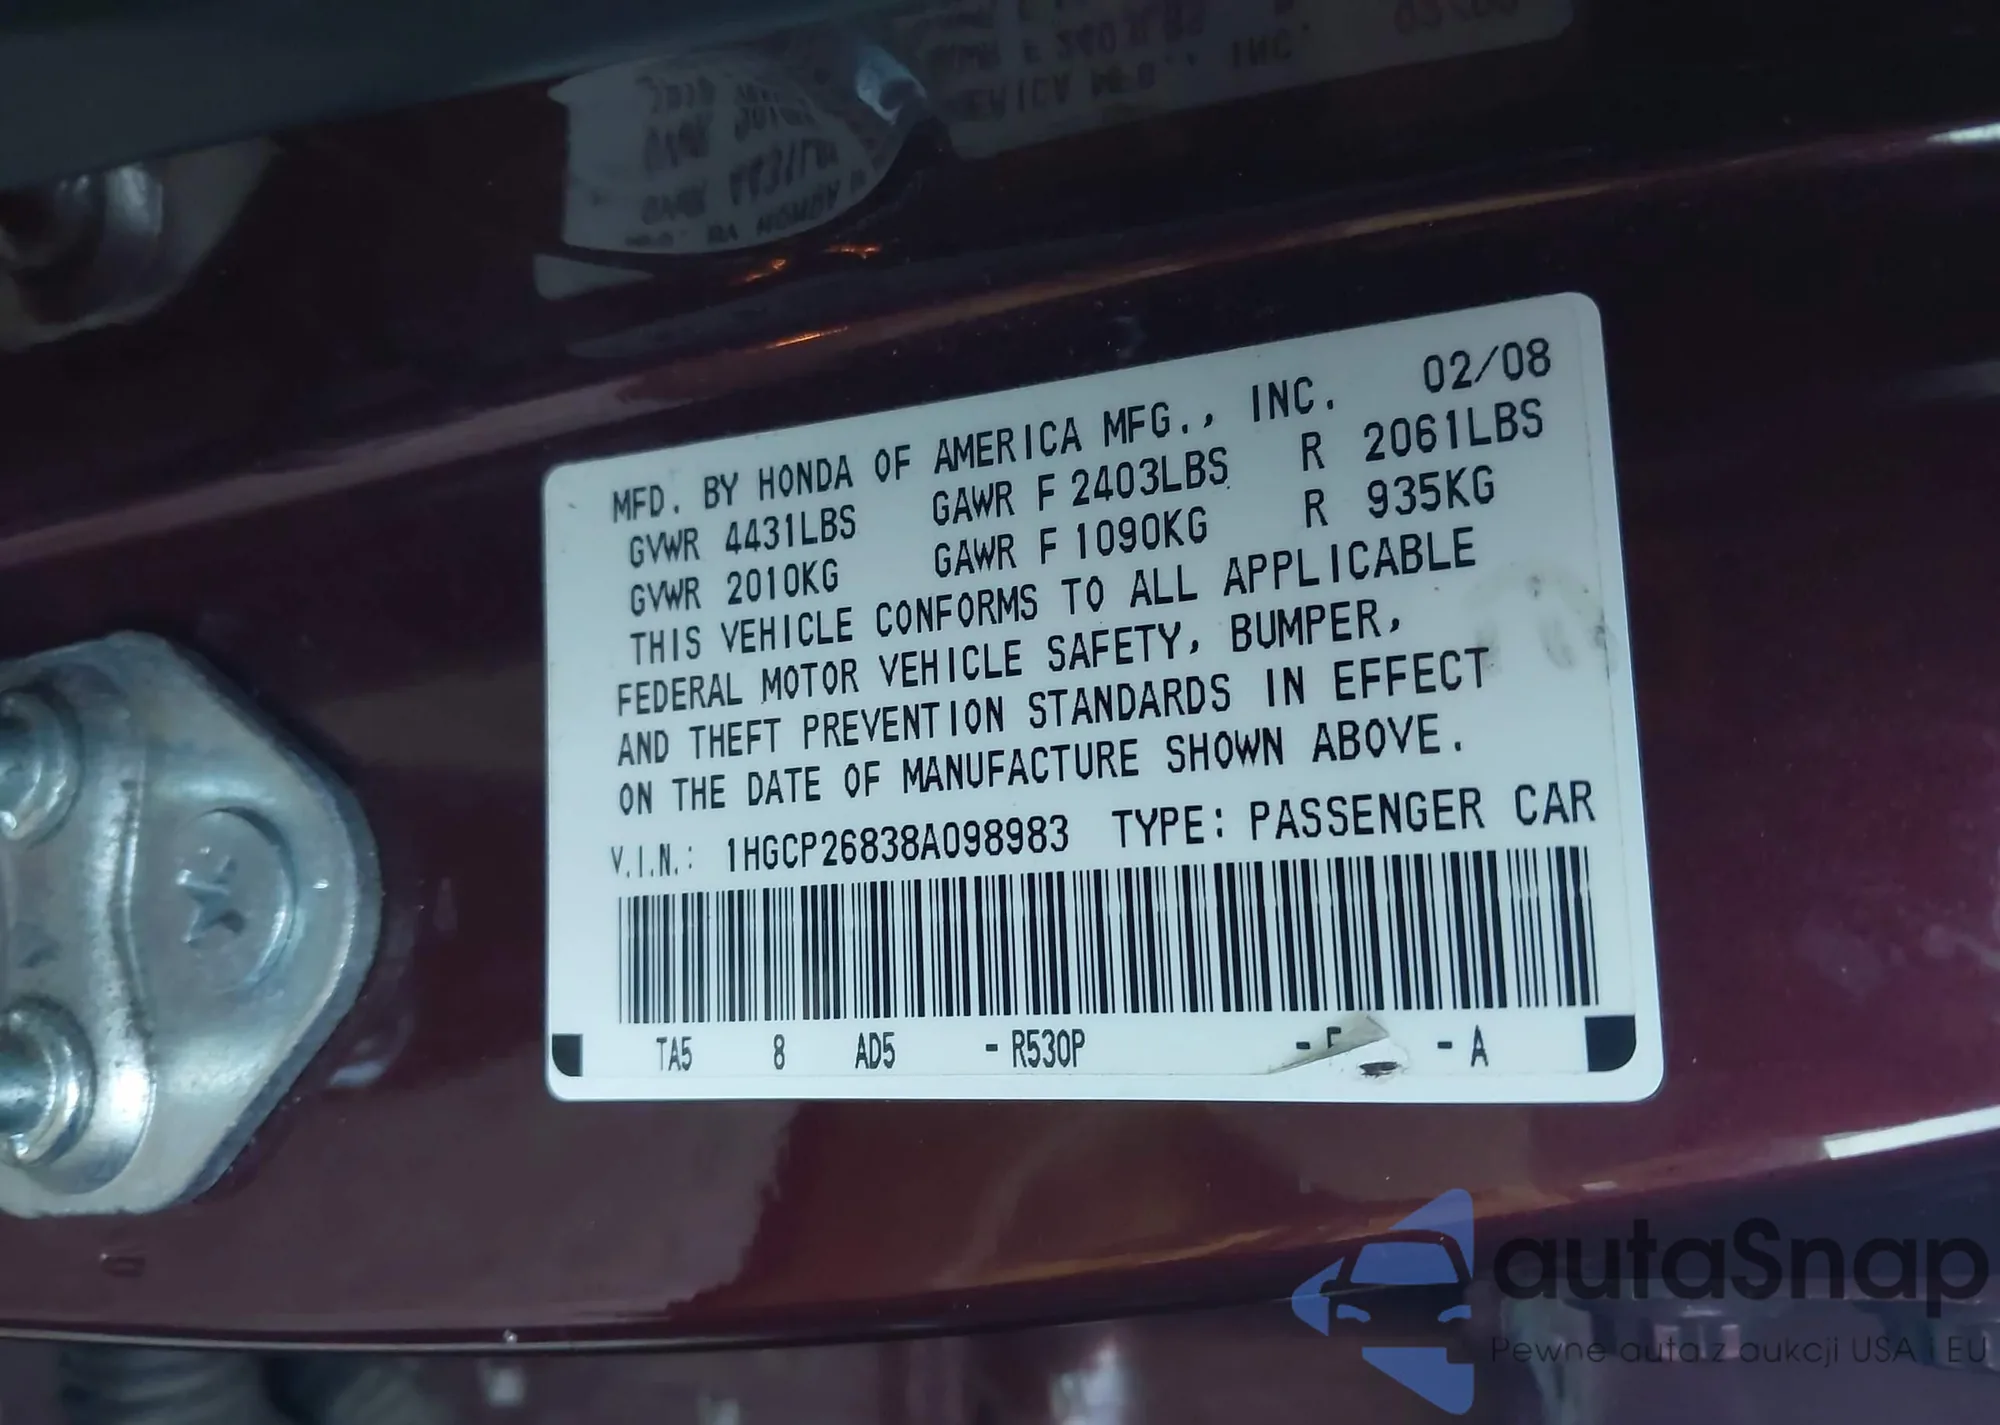 MFD. BY HONDA OF AMERICA MFG., INC. 02/08
GVWR 4431LBS GAWR F 2403LBS R 2061LBS
GVWR 2010KG GAWR F 1090KG R 935KG
THIS VEHICLE CONFORMS TO ALL APPLICABLE
FEDERAL MOTOR VEHICLE SAFETY, BUMPER,
AND THEFT PREVENTION STANDARDS IN EFFECT
ON THE DATE OF MANUFACTURE SHOWN ABOVE.
V.I.N.: 1HGCP26838A098983 TYPE: PASSENGER CAR
TA5 8 AD5 - R530P - - A
autaSnap
Pewne auta z aukcji USA i EU